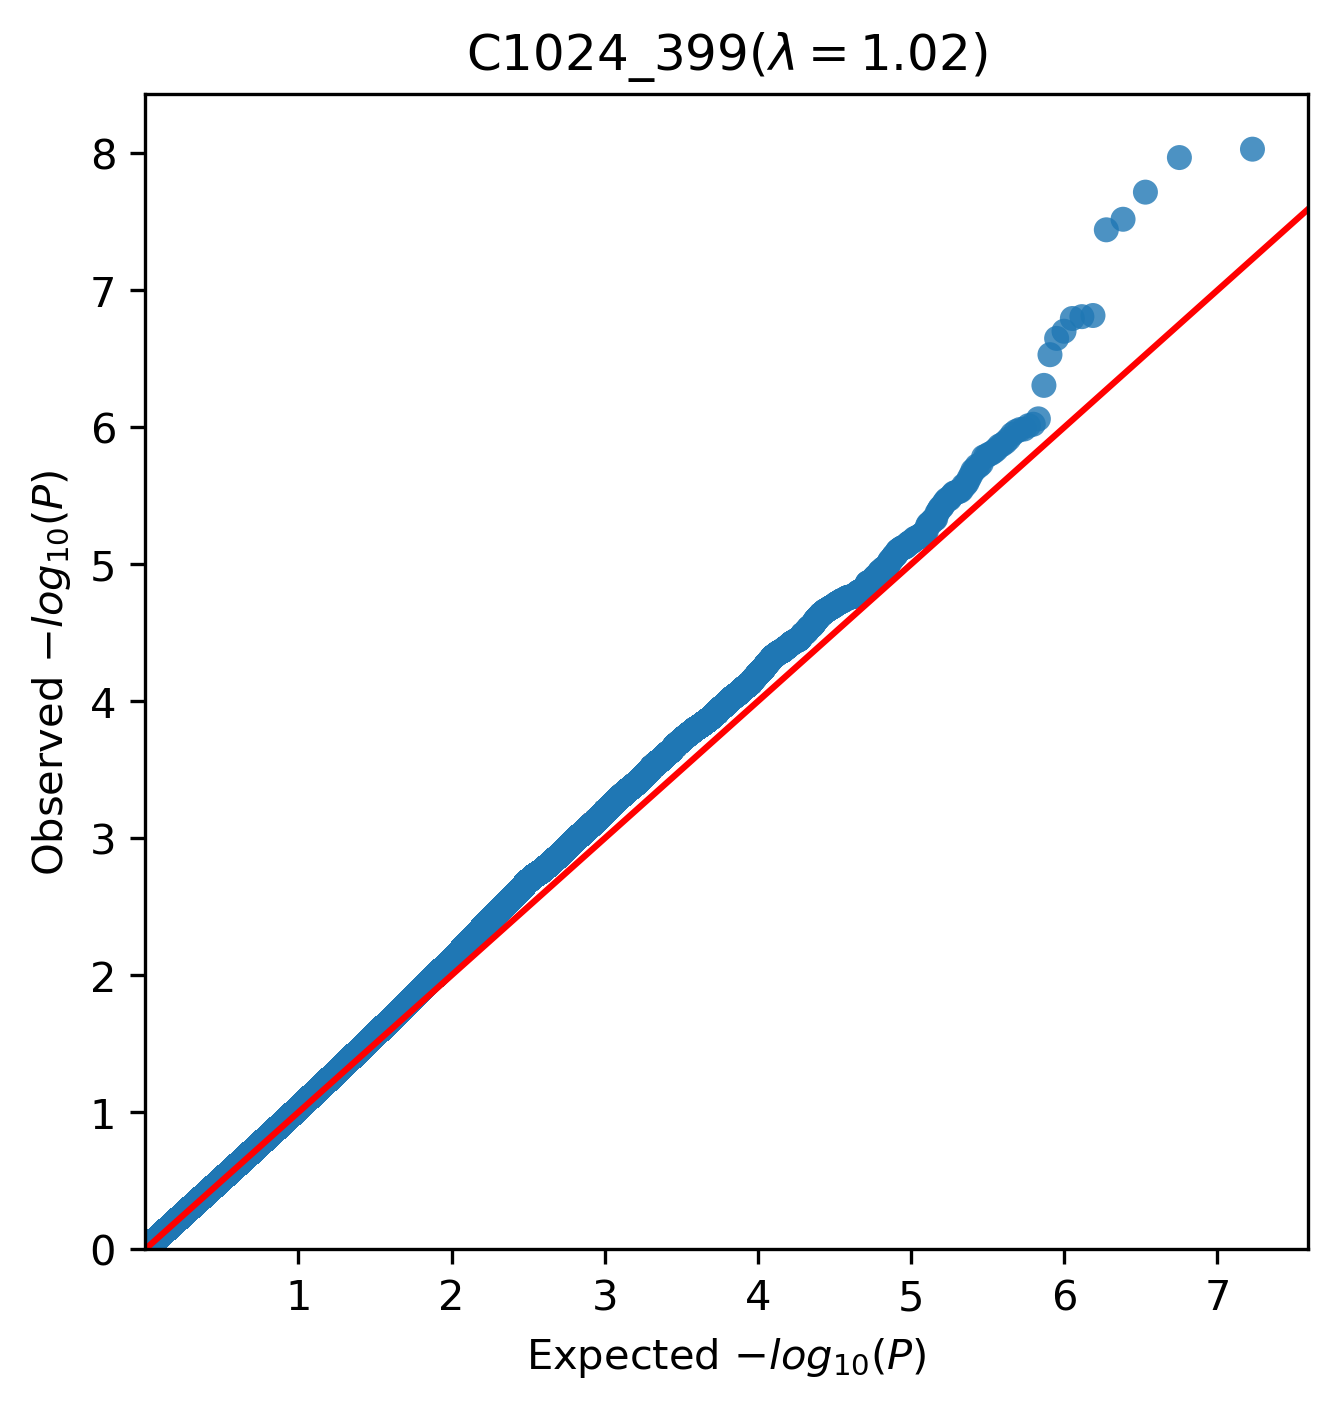 C1024_399(λ = 1.02)
8
7
6
5
4
3
2
1
0
Observed −log₁₀(P)
1 2 3 4 5 6 7
Expected −log₁₀(P)